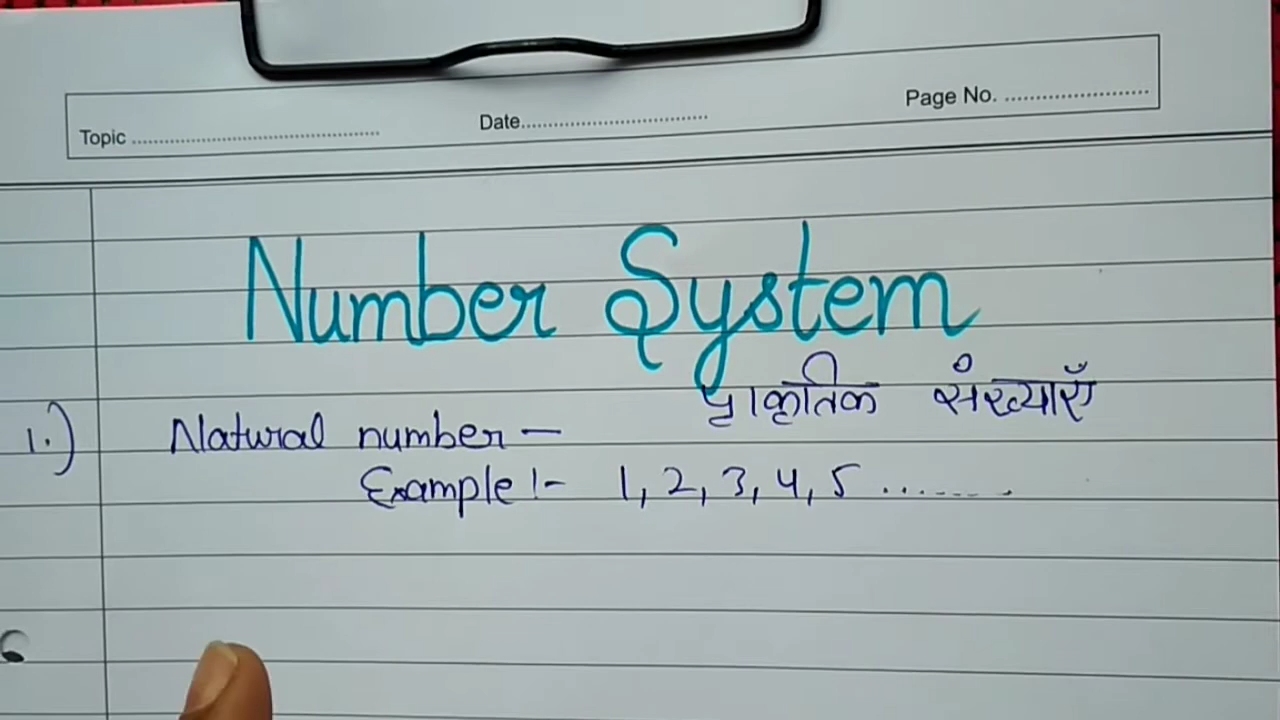 Topic ........................................ Date.............................. Page No. .......................
Number System
प्राकृतिक संख्याएँ
1.) Natural number —
Example :- 1, 2, 3, 4, 5 ..........